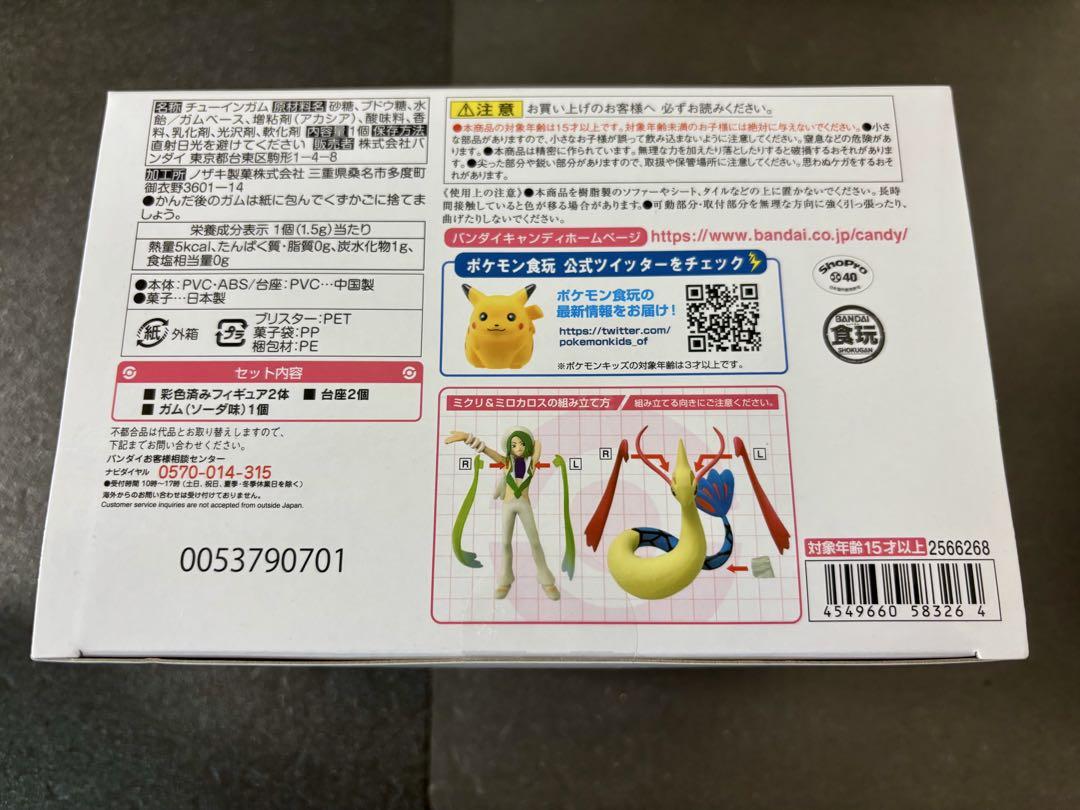 名称 チューインガム 原材料名 砂糖、ブドウ糖、水
飴／ガムベース、増粘剤(アカシア)、酸味料、香
料、乳化剤、光沢剤、軟化剤 内容量 1個 保存方法
直射日光を避けてください 販売者 株式会社バ
ンダイ 東京都台東区駒形1-4-8
加工所 ノザキ製菓株式会社 三重県桑名市多度町
御衣野3601-14
●かんだ後のガムは紙に包んでくずかごに捨てま
しょう。
栄養成分表示 1個(1.5g)当たり
熱量5kcal、たんぱく質・脂質0g、炭水化物1g、
食塩相当量0g
●本体:PVC・ABS/台座:PVC…中国製
●菓子…日本製
紙 外箱
プラ
ブリスター:PET
菓子袋:PP
梱包材:PE
セット内容
■ 彩色済みフィギュア2体 ■ 台座2個
■ ガム(ソーダ味)1個
不都合品は代品とお取り替えしますので、
下記までお問い合わせください。
バンダイお客様相談センター
ナビダイヤル 0570-014-315
●受付時間 10時〜17時(土日、祝日、夏季・冬季休業日を除く)
海外からのお問い合わせは受け付けておりません。
Customer service inquiries are not accepted from outside Japan.
0053790701
⚠注意 お買い上げのお客様へ 必ずお読みください。
●本商品の対象年齢は15才以上です。対象年齢未満のお子様には絶対に与えないでください。●小さ
な部品がありますので、小さなお子様が誤って飲み込まないように注意してください。窒息などの危険があ
ります。●本商品は精密に作られています。無理な力を加えたり落としたりすると破損するおそれがあり
ます。●尖った部分や鋭い部分がありますので、取扱や保管場所に注意してください。思わぬケガをするおそ
れがあります。
《使用上の注意》●本商品を樹脂製のソファーやシート、タイルなどの上に置かないでください。長時
間接触していると色が移る場合があります。●可動部分・取付部分を無理な方向に強く引っ張ったり、
曲げたりしないでください。
バンダイキャンディホームページ https://www.bandai.co.jp/candy/
ポケモン食玩 公式ツイッターをチェック
ポケモン食玩の
最新情報をお届け!
https://twitter.com/
pokemonkids_of
※ポケモンキッズの対象年齢は3才以上です。
ShoPro
40
BANDAI
食玩
SHOKUGAN
ミクリ&ミロカロスの組み立て方 / 組み立てる向きにご注意ください。
R L
R L
対象年齢15才以上 2566268
4549660 58326 4